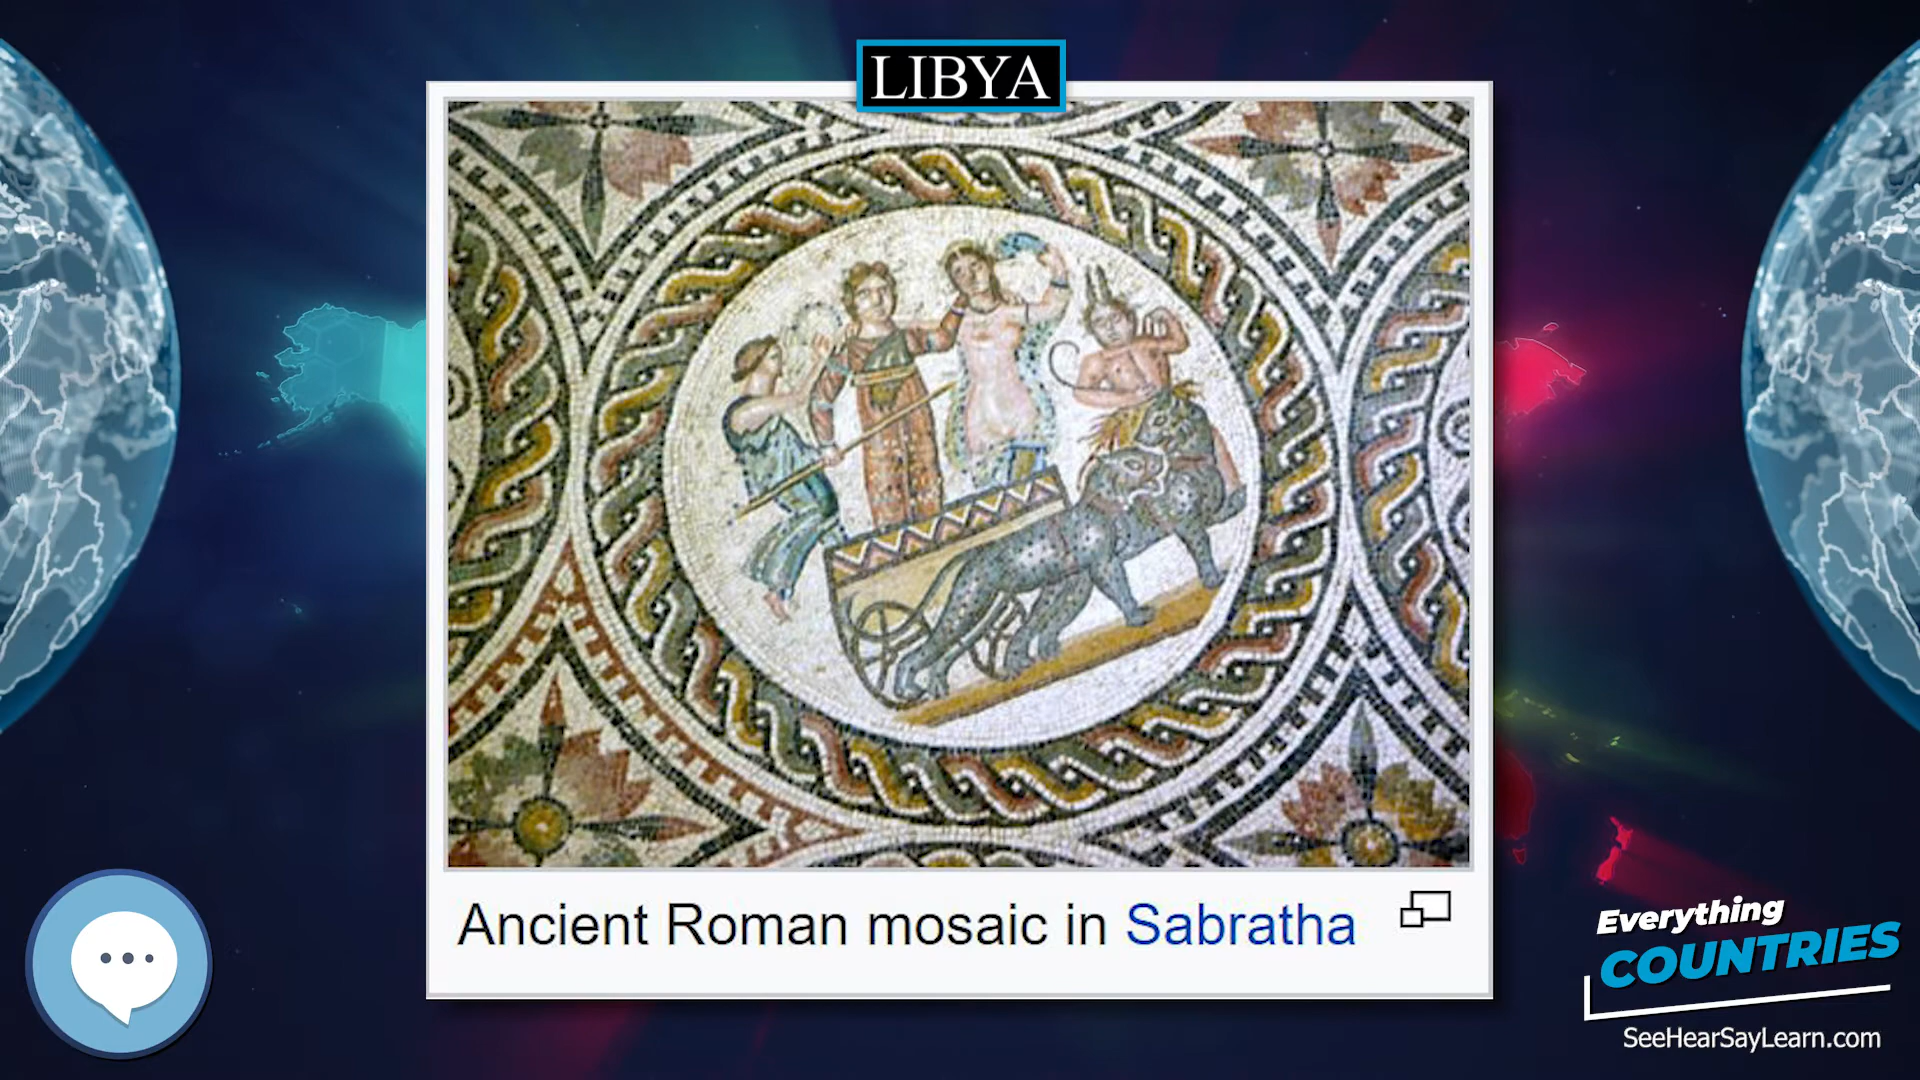 LIBYA
Ancient Roman mosaic in Sabratha
Everything
COUNTRIES
SeeHearSayLearn.com